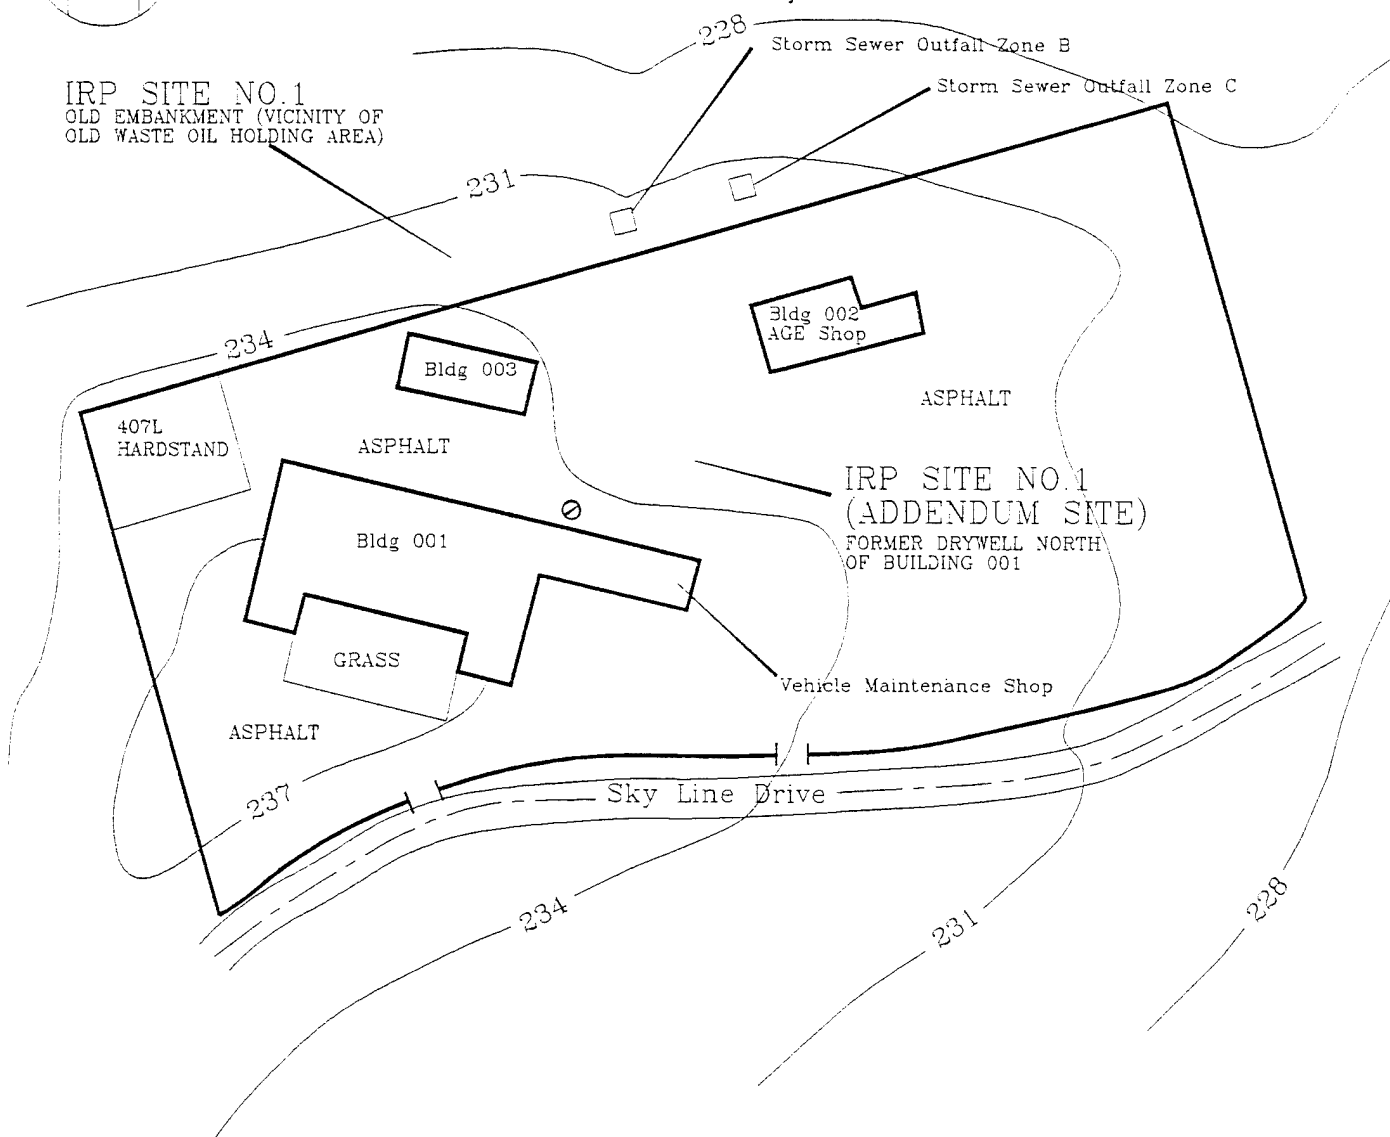 228
Storm Sewer Outfall Zone B
Storm Sewer Outfall Zone C
IRP SITE NO.1
OLD EMBANKMENT (VICINITY OF
OLD WASTE OIL HOLDING AREA)
231
234
Bldg 002
AGE Shop
Bldg 003
407L
HARDSTAND
ASPHALT
ASPHALT
IRP SITE NO.1
(ADDENDUM SITE)
FORMER DRYWELL NORTH
OF BUILDING 001
Bldg 001
GRASS
Vehicle Maintenance Shop
ASPHALT
237
Sky Line Drive
234
231
228